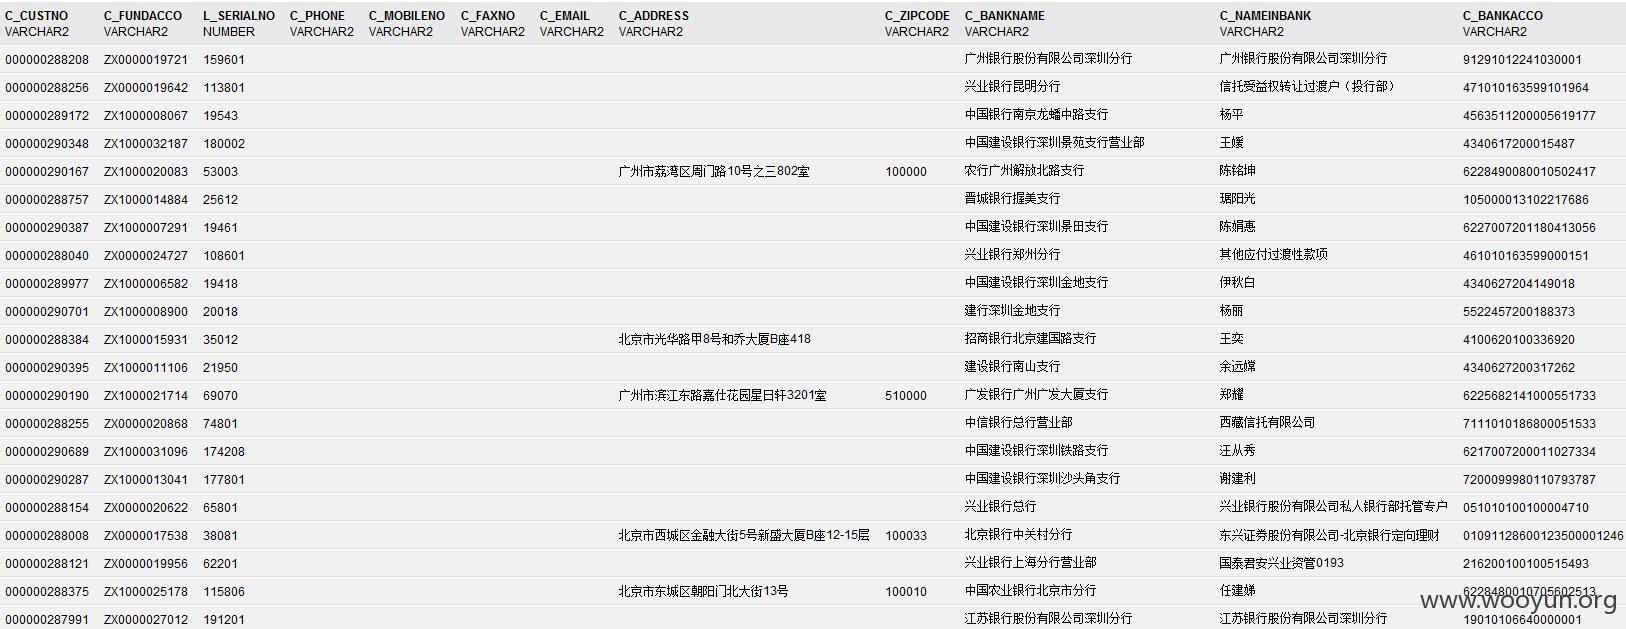 C_CUSTNO C_FUNDACCO L_SERIALNO C_PHONE C_MOBILENO C_FAXNO C_EMAIL C_ADDRESS C_ZIPCODE C_BANKNAME C_NAMEINBANK C_BANKACCO
VARCHAR2 VARCHAR2 NUMBER VARCHAR2 VARCHAR2 VARCHAR2 VARCHAR2 VARCHAR2 VARCHAR2 VARCHAR2 VARCHAR2 VARCHAR2
000000288208 ZX0000019721 159601 广州银行股份有限公司深圳分行 广州银行股份有限公司深圳分行 91291012241030001
000000288256 ZX0000019642 113801 兴业银行昆明分行 信托受益权转让过渡户（投行部） 471010163599101964
000000289172 ZX1000008067 19543 中国银行南京龙蟠中路支行 杨平 4563511200005619177
000000290348 ZX1000032187 180002 中国建设银行深圳景苑支行营业部 王媛 4340617200015487
000000290167 ZX1000020083 53003 广州市荔湾区周门路10号之三802室 100000 农行广州解放北路支行 陈铭坤 6228490080010502417
000000288757 ZX1000014884 25612 晋城银行握美支行 琚阳光 105000013102217686
000000290387 ZX1000007291 19461 中国建设银行深圳景田支行 陈娟惠 6227007201180413056
000000288040 ZX0000024727 108601 兴业银行郑州分行 其他应付过渡性款项 461010163599000151
000000289977 ZX1000006582 19418 中国建设银行深圳金地支行 伊秋白 4340627204149018
000000290701 ZX1000008900 20018 建行深圳金地支行 杨丽 5522457200188373
000000288384 ZX1000015931 35012 北京市光华路甲8号和乔大厦B座418 招商银行北京建国路支行 王奕 4100620100336920
000000290395 ZX1000011106 21950 建设银行南山支行 余远嫦 4340627200317262
000000290190 ZX1000021714 69070 广州市滨江东路嘉仕花园星日轩3201室 510000 广发银行广州广发大厦支行 郑耀 6225682141000551733
000000288255 ZX0000020868 74801 中信银行总行营业部 西藏信托有限公司 7111010186800051533
000000290689 ZX1000031096 174208 中国建设银行深圳铁路支行 汪从秀 6217007200011027334
000000290287 ZX1000013041 177801 中国建设银行深圳沙头角支行 谢建利 7200099980110793787
000000288154 ZX0000020622 65801 兴业银行总行 兴业银行股份有限公司私人银行部托管专户 051010100100004710
000000288008 ZX0000017538 38081 北京市西城区金融大街5号新盛大厦B座12-15层 100033 北京银行中关村分行 东兴证券股份有限公司-北京银行定向理财 01091128600123500001246
000000288121 ZX0000019956 62201 兴业银行上海分行营业部 国泰君安兴业资管0193 216200100100515493
000000288375 ZX1000025178 115806 北京市东城区朝阳门北大街13号 100010 中国农业银行北京市分行 任建娣 6228480010705602513
www.wooyun.org
000000287991 ZX0000027012 191201 江苏银行股份有限公司深圳分行 江苏银行股份有限公司深圳分行 19010106640000001